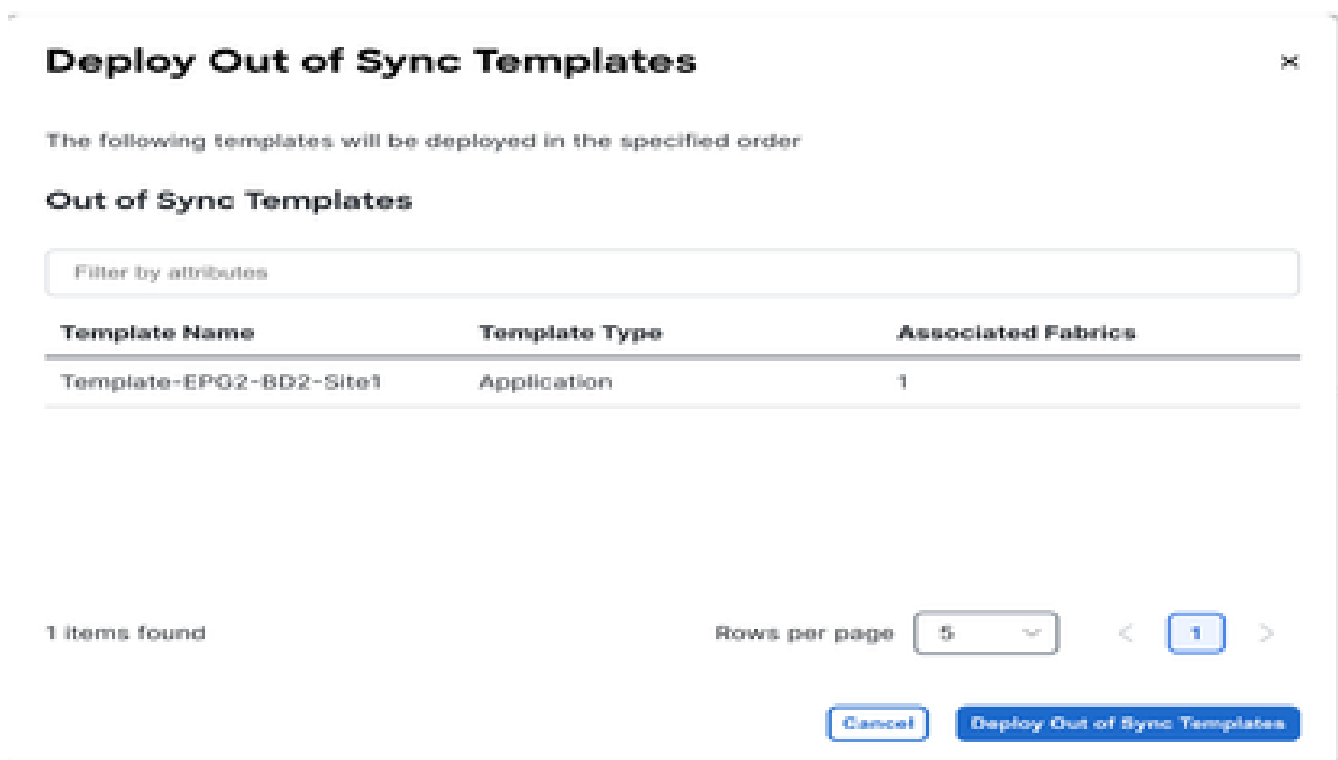 Deploy Out of Sync Templates
The following templates will be deployed in the specified order
Out of Sync Templates
Filter by attributes
Template Name Template Type Associated Fabrics
Template-EPG2-BD2-Site1 Application 1
1 items found Rows per page 5 1
Cancel Deploy Out of Sync Templates